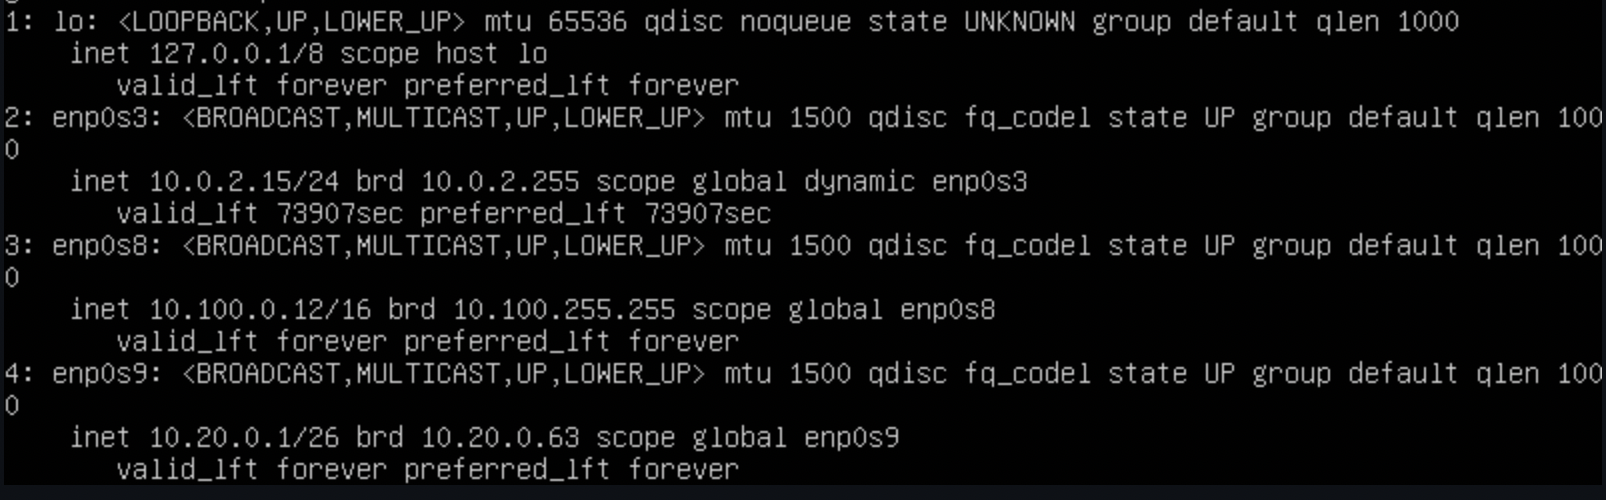 1: lo: <LOOPBACK,UP,LOWER_UP> mtu 65536 qdisc noqueue state UNKNOWN group default qlen 1000
inet 127.0.0.1/8 scope host lo
valid_lft forever preferred_lft forever
2: enp0s3: <BROADCAST,MULTICAST,UP,LOWER_UP> mtu 1500 qdisc fq_codel state UP group default qlen 100
0
inet 10.0.2.15/24 brd 10.0.2.255 scope global dynamic enp0s3
valid_lft 73907sec preferred_lft 73907sec
3: enp0s8: <BROADCAST,MULTICAST,UP,LOWER_UP> mtu 1500 qdisc fq_codel state UP group default qlen 100
0
inet 10.100.0.12/16 brd 10.100.255.255 scope global enp0s8
valid_lft forever preferred_lft forever
4: enp0s9: <BROADCAST,MULTICAST,UP,LOWER_UP> mtu 1500 qdisc fq_codel state UP group default qlen 100
0
inet 10.20.0.1/26 brd 10.20.0.63 scope global enp0s9
valid_lft forever preferred_lft forever